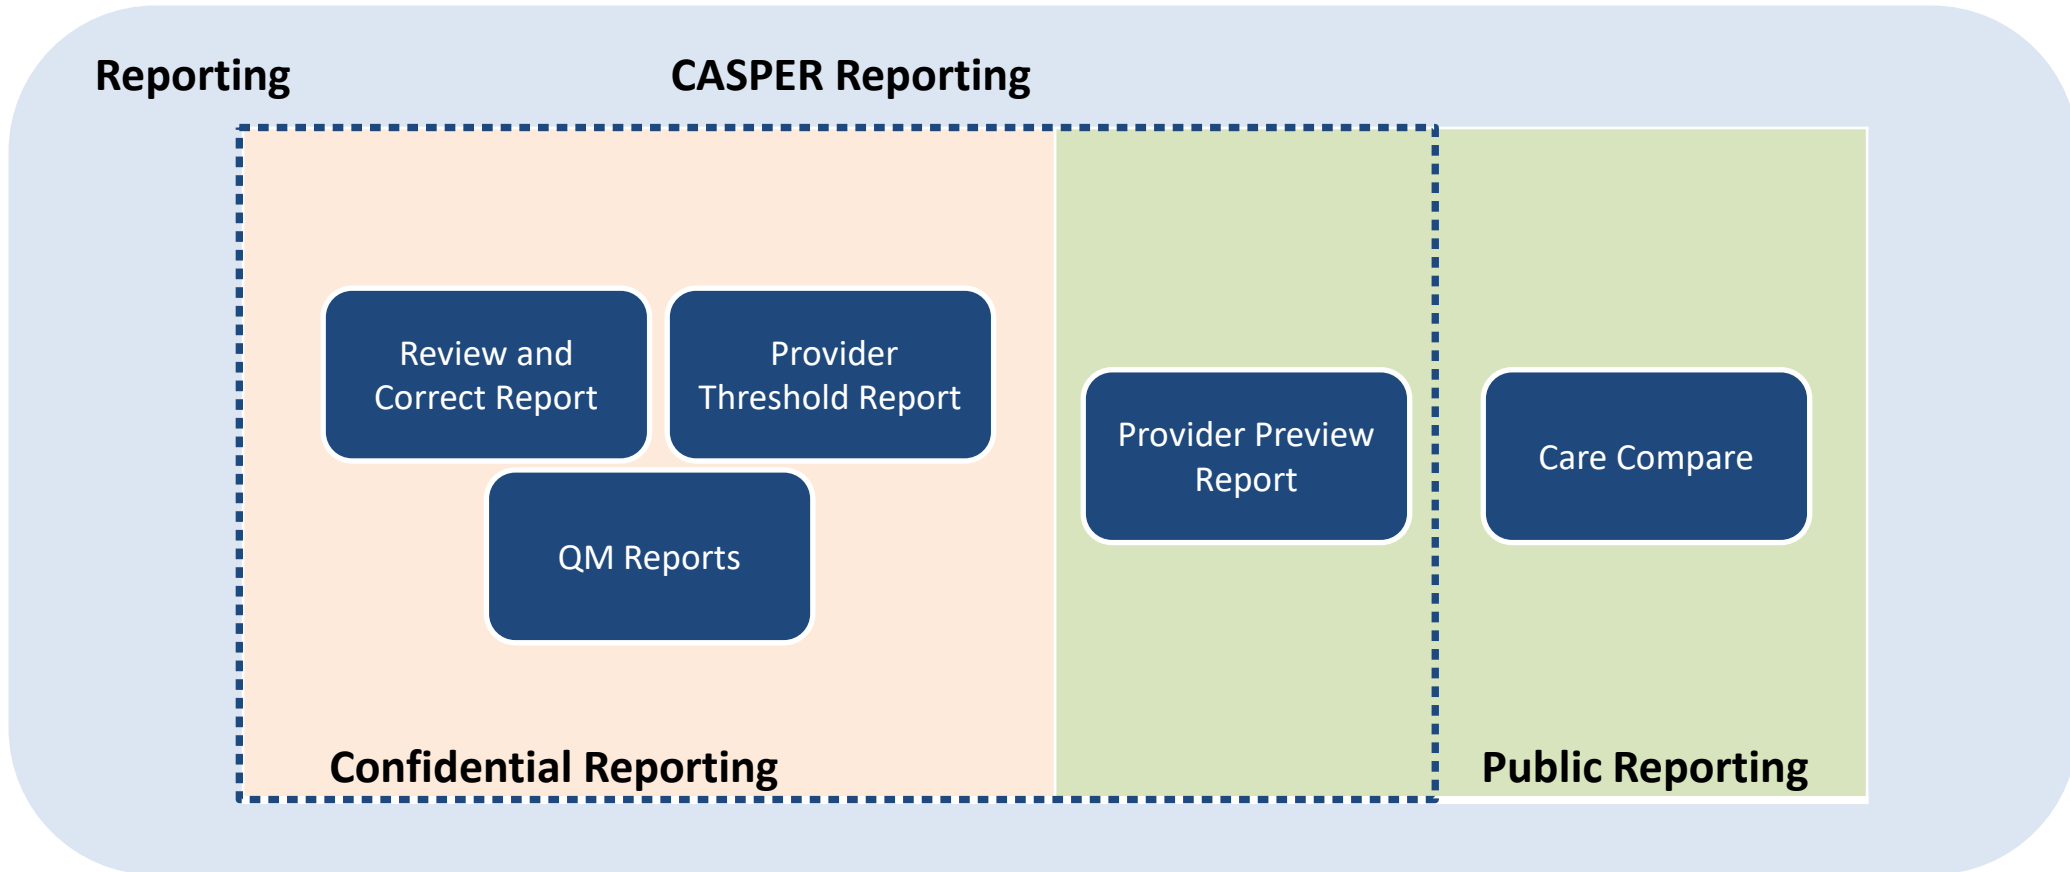 Reporting
CASPER Reporting
Review and
Correct Report
Provider
Threshold Report
QM Reports
Provider Preview
Report
Care Compare
Confidential Reporting
Public Reporting